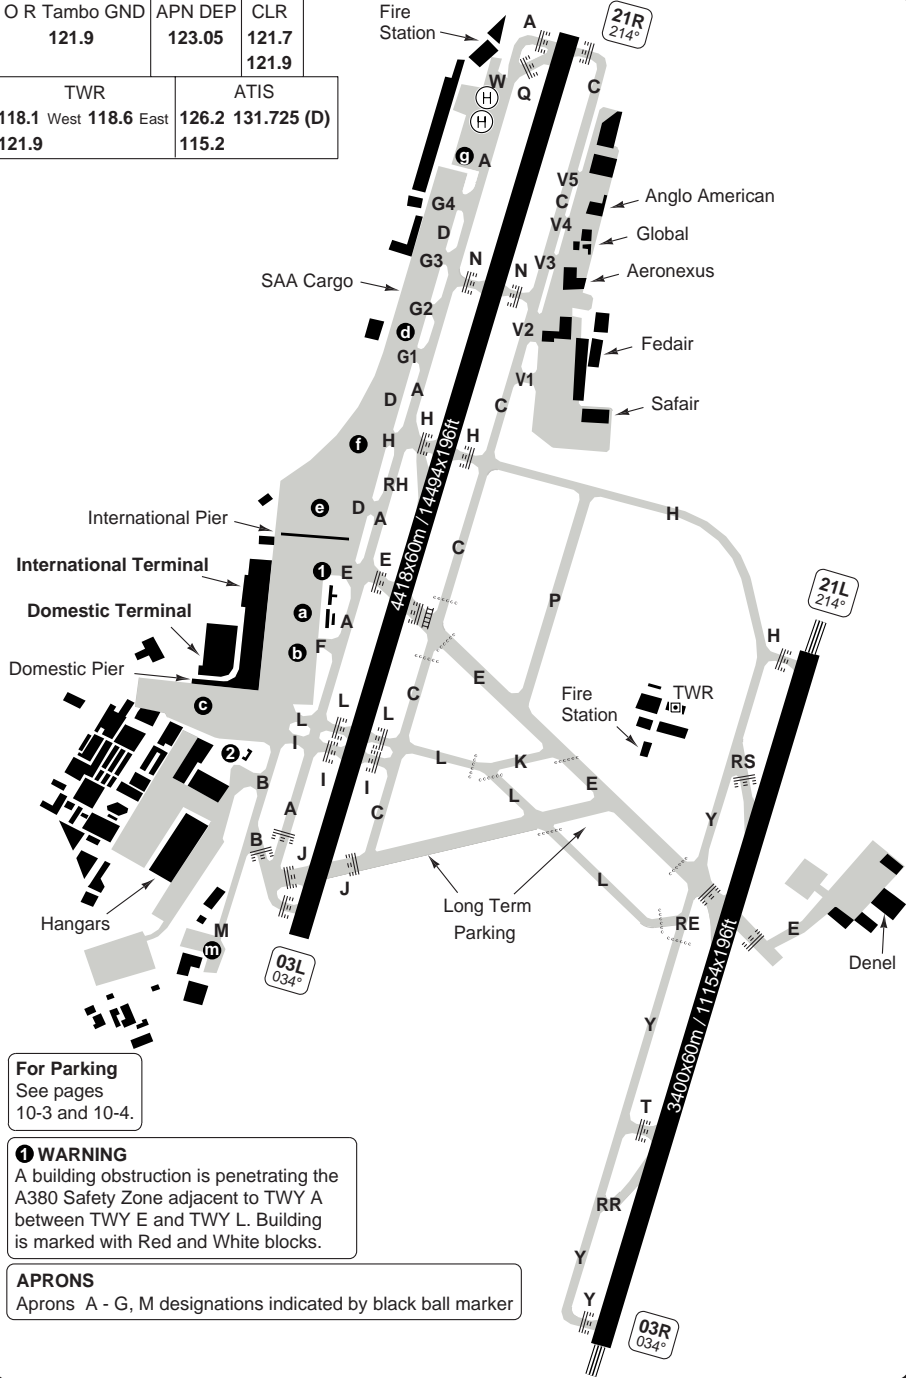 O R Tambo GND
121.9
APN DEP
123.05
CLR
121.7
121.9
TWR
118.1 West 118.6 East
121.9
ATIS
126.2 131.725 (D)
115.2
Fire
Station
A
21R
214°
W
H
H
Q
C
g A
V5
G4
C
Anglo American
V4
D
Global
G3
N
N
V3
Aeronexus
SAA Cargo
G2
d
V2
Fedair
G1
V1
D
A
C
Safair
H
H
f
H
RH
4418x60m / 14494x196ft
H
e
D
A
International Pier
C
International Terminal
1
E
E
21L
214°
P
Domestic Terminal
a
A
F
b
H
Domestic Pier
E
C
Fire
Station
TWR
c
L
L
L
I
2
L
K
RS
B
I
I
E
L
A
C
Y
B
J
J
L
Long Term
Parking
Hangars
M
m
RE
E
Denel
03L
034°
3400x60m / 11154x196ft
Y
For Parking
See pages
10-3 and 10-4.
T
1 WARNING
A building obstruction is penetrating the
A380 Safety Zone adjacent to TWY A
between TWY E and TWY L. Building
is marked with Red and White blocks.
RR
Y
APRONS
Aprons A - G, M designations indicated by black ball marker
Y
03R
034°